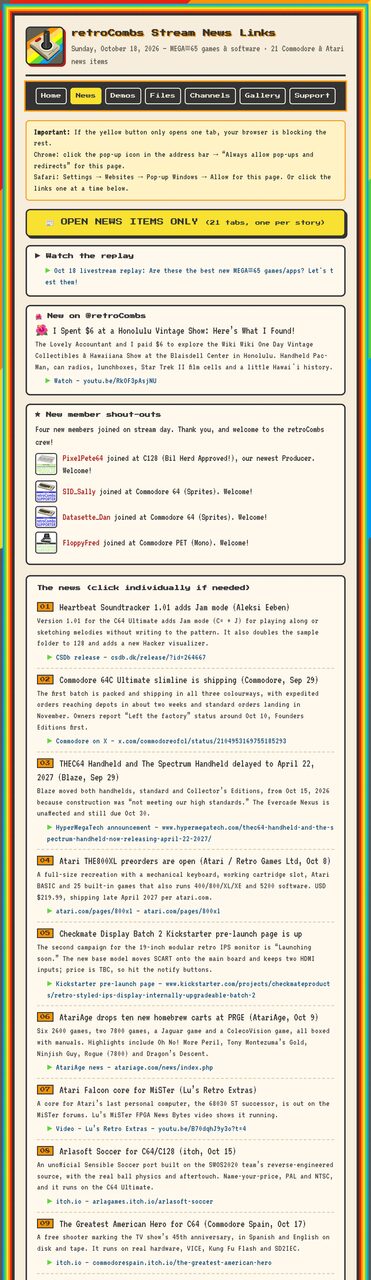 retroCombs Stream News Links
Sunday, October 18, 2026 - MEGA65 games & software · 21 Commodore & Atari
news items
Home
News
Demos
Files
Channels
Gallery
Support
Important: If the yellow button only opens one tab, your browser is blocking the
rest.
Chrome: click the pop-up icon in the address bar → "Always allow pop-ups and
redirects" for this page.
Safari: Settings → Websites → Pop-up Windows → Allow for this page. Or click the
links one at a time below.
OPEN NEWS ITEMS ONLY (21 tabs, one per story)
▶ Watch the replay
▶ Oct 18 livestream replay: Are these the best new MEGA65 games/apps? Let's t
est them!
New on @retroCombs
I Spent $6 at a Honolulu Vintage Show: Here's What I Found!
The Lovely Accountant and I paid $6 to explore the Wiki Wiki One Day Vintage
Collectibles & Hawaiiana Show at the Blaisdell Center in Honolulu. Handheld Pac-
Man, can radios, lunchboxes, Star Trek II film cells and a little Hawai`i history.
▶ Watch - youtu.be/RkOF3pAsjNU
★ New member shout-outs
Four new members joined on stream day. Thank you, and welcome to the retroCombs
crew!
PixelPete64 joined at C128 (Bil Herd Approved!), our newest Producer.
Welcome!
SID_Sally joined at Commodore 64 (Sprites). Welcome!
Datasette_Dan joined at Commodore 64 (Sprites). Welcome!
FloppyFred joined at Commodore PET (Mono). Welcome!
The news (click individually if needed)
01 Heartbeat Soundtracker 1.01 adds Jam mode (Aleksi Eeben)
Version 1.01 for the C64 Ultimate adds Jam mode (C= + J) for playing along or
sketching melodies without writing to the pattern. It also doubles the sample
folder to 128 and adds a new Hacker visualizer.
▶ CSDb release - csdb.dk/release/?id=264667
02 Commodore 64C Ultimate slimline is shipping (Commodore, Sep 29)
The first batch is packed and shipping in all three colourways, with expedited
orders reaching depots in about two weeks and standard orders landing in
November. Owners report "Left the factory" status around Oct 10, Founders
Editions first.
▶ Commodore on X - x.com/commodoreofcl/status/2104953169755185293
03 THEC64 Handheld and The Spectrum Handheld delayed to April 22,
2027 (Blaze, Sep 29)
Blaze moved both handhelds, standard and Collector's Editions, from Oct 15, 2026
because construction was "not meeting our high standards." The Evercade Nexus is
unaffected and still due Oct 30.
▶ HyperMegaTech announcement - www.hypermegatech.com/thec64-handheld-and-the-s
pectrum-handheld-now-releasing-april-22-2027/
04 Atari THE800XL preorders are open (Atari / Retro Games Ltd, Oct 8)
A full-size recreation with a mechanical keyboard, working cartridge slot, Atari
BASIC and 25 built-in games that also runs 400/800/XL/XE and 5200 software. USD
$219.99, shipping late April 2027 per atari.com.
▶ atari.com/pages/800xl - atari.com/pages/800xl
05 Checkmate Display Batch 2 Kickstarter pre-launch page is up
The second campaign for the 19-inch modular retro IPS monitor is "Launching
soon." The new base model moves SCART onto the main board and keeps two HDMI
inputs; price is TBC, so hit the notify buttons.
▶ Kickstarter pre-launch page - www.kickstarter.com/projects/checkmateproduct
s/retro-styled-ips-display-internally-upgradeable-batch-2
06 AtariAge drops ten new homebrew carts at PRGE (AtariAge, Oct 9)
Six 2600 games, two 7800 games, a Jaguar game and a ColecoVision game, all boxed
with manuals. Highlights include Oh No! More Peril, Tony Montezuma's Gold,
Ninjish Guy, Rogue (7800) and Dragon's Descent.
▶ AtariAge news - atariage.com/news/index.php
07 Atari Falcon core for MiSTer (Lu's Retro Extras)
A core for Atari's last personal computer, the 68030 ST successor, is out on the
MiSTer forums. Lu's MiSTer FPGA News Bytes video shows it running.
▶ Video - Lu's Retro Extras - youtu.be/B70dqhJ9y3o?t=4
08 Arlasoft Soccer for C64/C128 (itch, Oct 15)
An unofficial Sensible Soccer port built on the SWOS2020 team's reverse-engineered
source, with the real ball physics and aftertouch. Name-your-price, PAL and NTSC,
and it runs on the C64 Ultimate.
▶ itch.io - arlagames.itch.io/arlasoft-soccer
09 The Greatest American Hero for C64 (Commodore Spain, Oct 17)
A free shooter marking the TV show's 45th anniversary, in Spanish and English on
disk and tape. It runs on real hardware, VICE, Kung Fu Flash and SD2IEC.
▶ itch.io - commodorespain.itch.io/the-greatest-american-hero